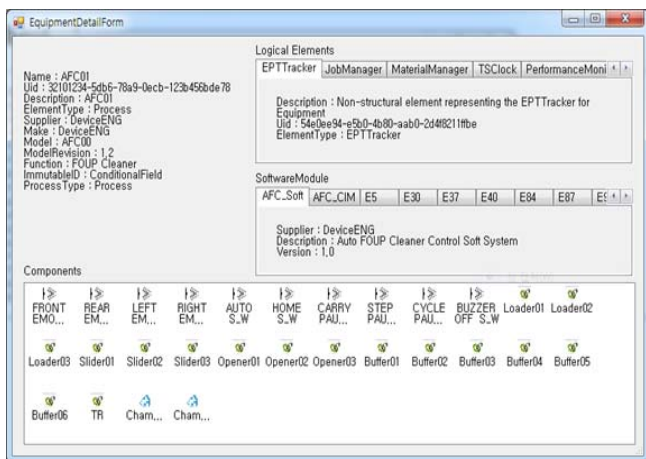 EquipmentDetailForm
Name : AFC01
Uid : 32101234-5db6-78a9-0ecb-123b456bde78
Description : AFC01
ElementType : Process
Supplier : DeviceENG
Make : DeviceENG
Model : AFC00
ModelRevision : 1,2
Function : FOUP Cleaner
ImmutableID : ConditionalField
ProcessType : Process
Logical Elements
EPTTracker JobManager MaterialManager TSClock PerformanceMoni
Description : Non-structural element representing the EPTTracker for
Equipment
Uid : 54e0ee94-e5b0-4b80-aab0-2d4f8211ffbe
ElementType : EPTTracker
SoftwareModule
AFC_Soft AFC_CIM E5 E30 E37 E40 E84 E87
Supplier : DeviceENG
Description : Auto FOUP Cleaner Control Soft System
Version : 1,0
Components
FRONT REAR LEFT RIGHT AUTO HOME CARRY STEP CYCLE BUZZER Loader01 Loader02
EMO... EM... EM... EM... S_W S_W PAU... PAU... PAU... OFF S_W
Loader03 Slider01 Slider02 Slider03 Opener01 Opener02 Opener03 Buffer01 Buffer02 Buffer03 Buffer04 Buffer05
Buffer06 TR Cham... Cham...